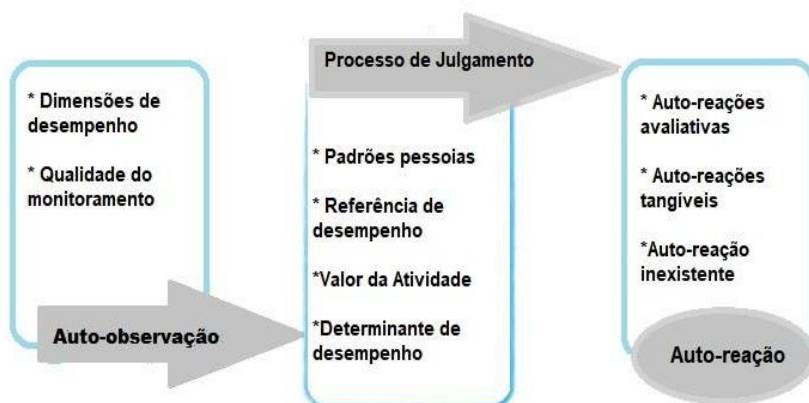 * Dimensões de
desempenho
* Qualidade do
monitoramento
Auto-observação
Processo de Julgamento
* Padrões pessoias
* Referência de
desempenho
*Valor da Atividade
*Determinante de
desempenho
* Auto-reações
avaliativas
* Auto-reações
tangíveis
*Auto-reação
inexistente
Auto-reação